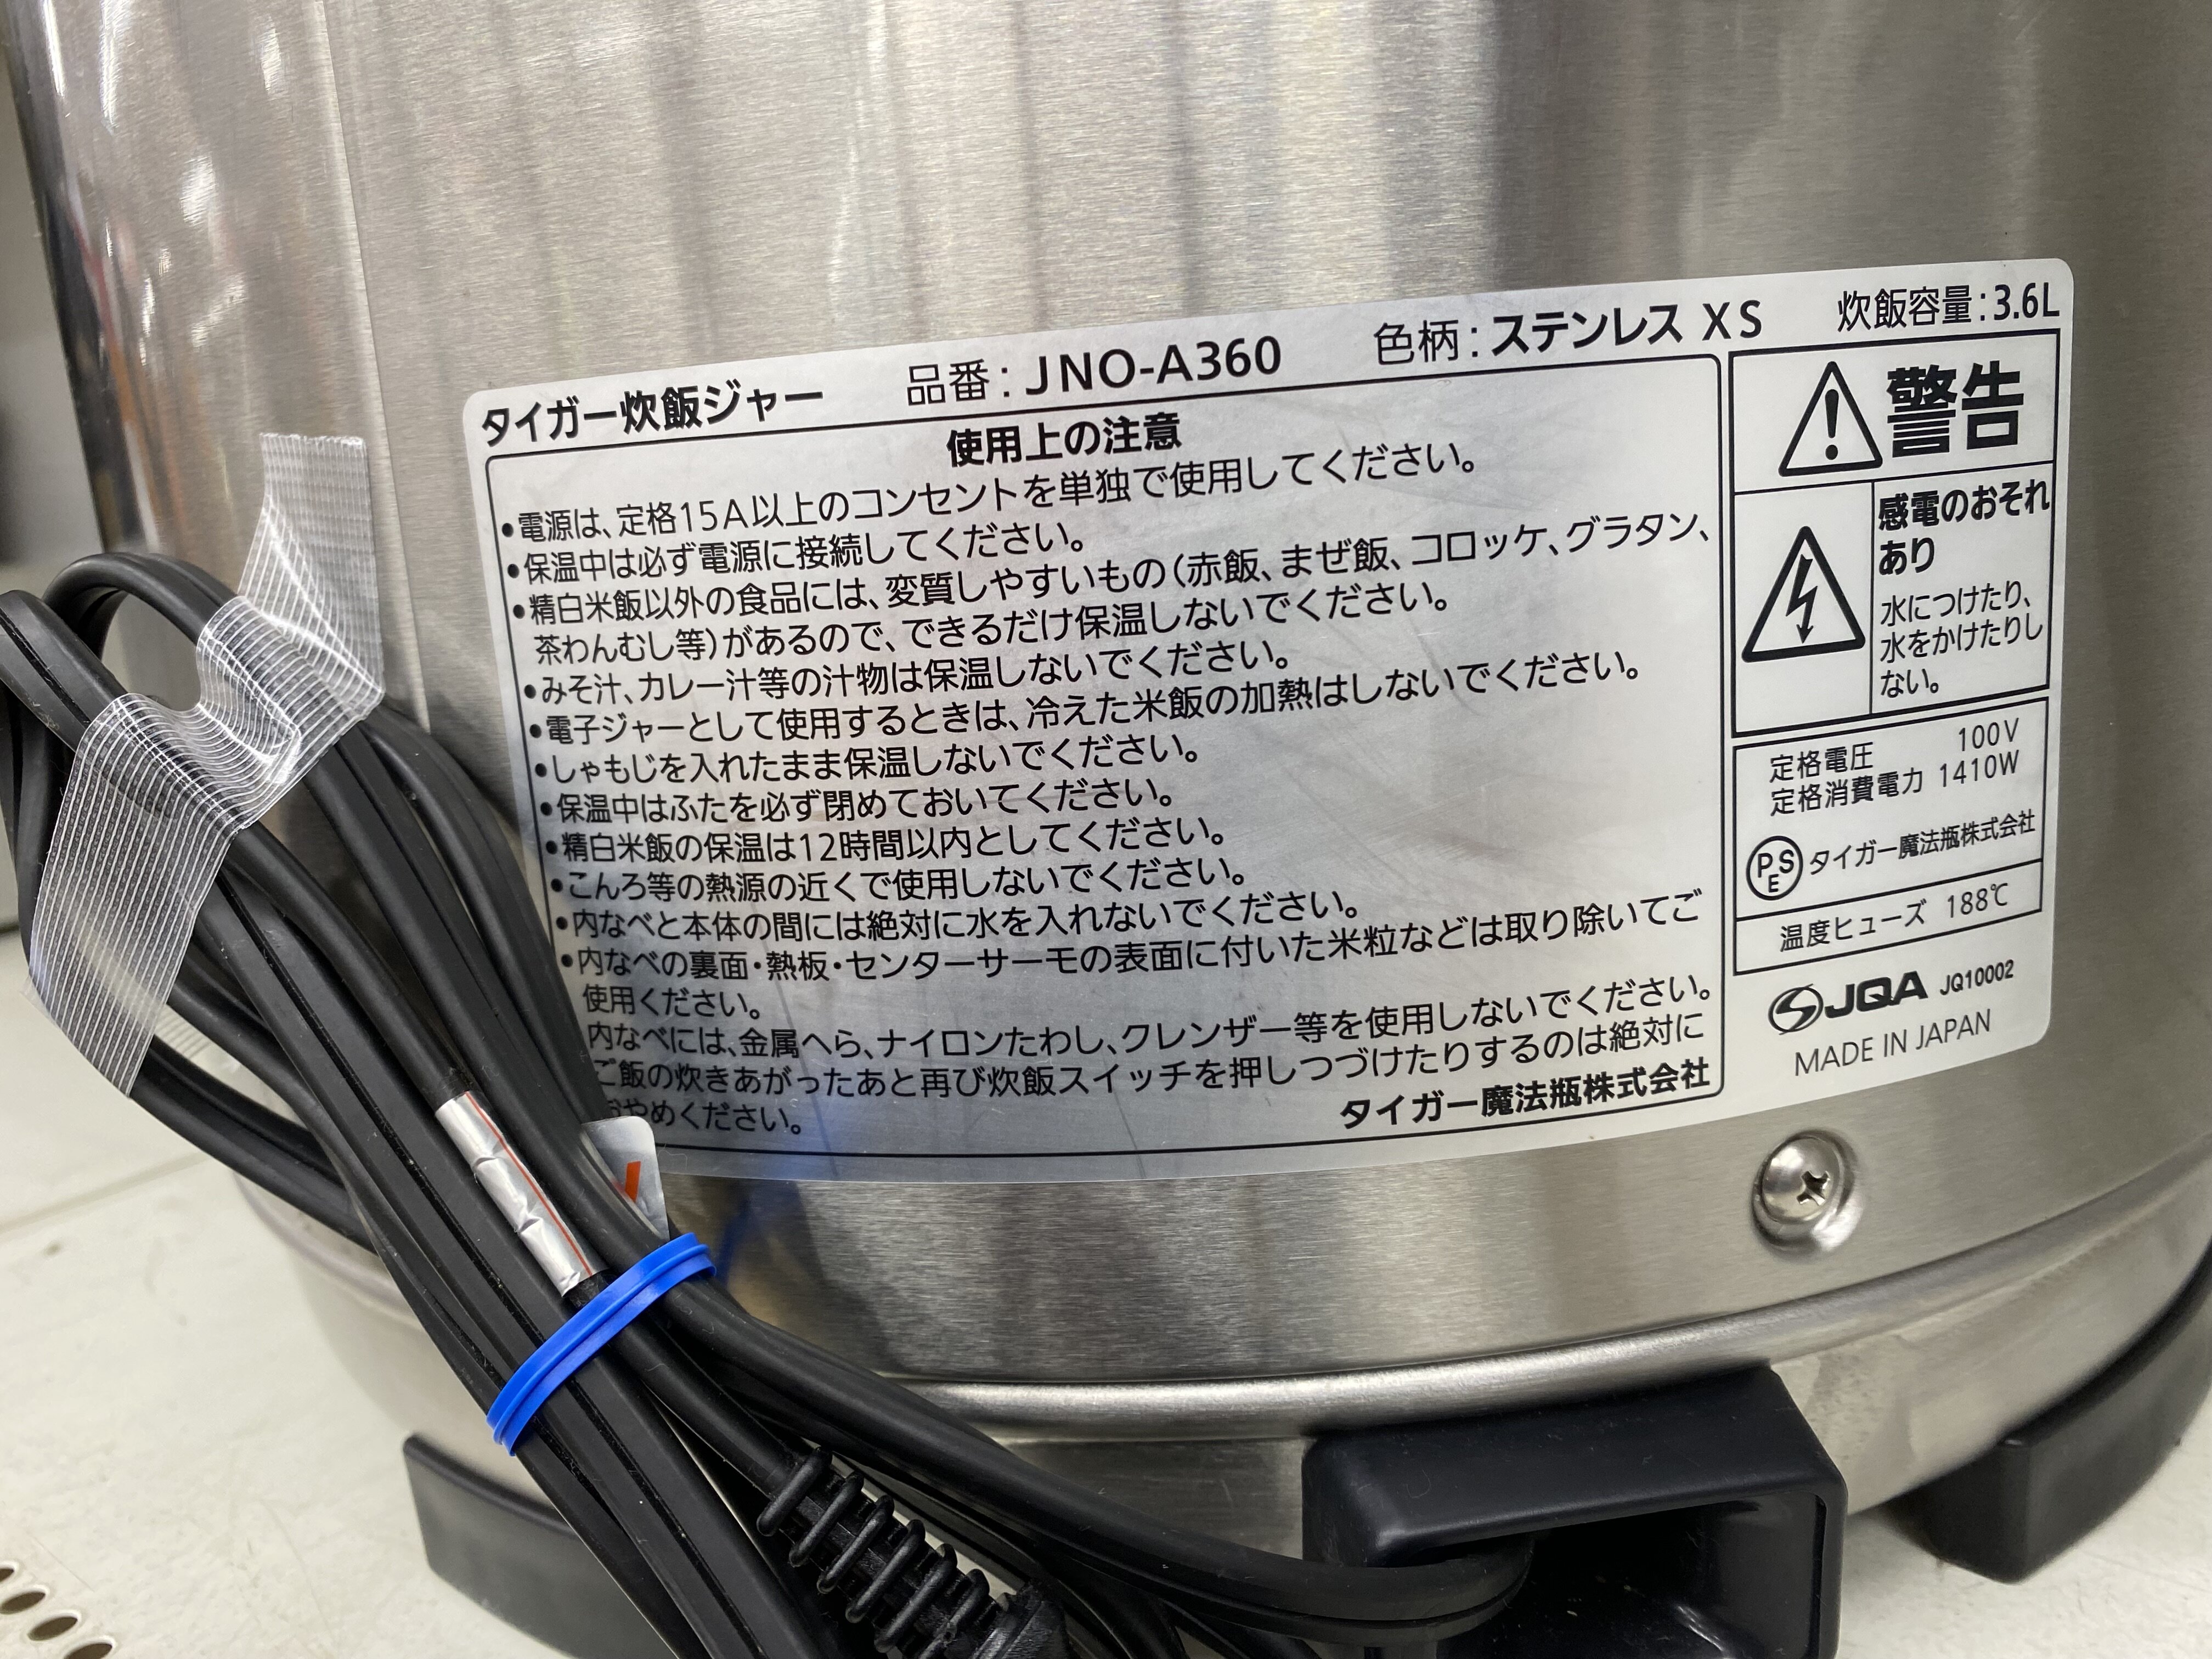 タイガー炊飯ジャー 品番:JNO-A360 色柄:ステンレス XS 炊飯容量:3.6L
使用上の注意
•電源は、定格15A以上のコンセントを単独で使用してください。
•保温中は必ず電源に接続してください。
•精白米飯以外の食品には、変質しやすいもの(赤飯、まぜ飯、コロッケ、グラタン、
茶わんむし等)があるので、できるだけ保温しないでください。
•みそ汁、カレー汁等の汁物は保温しないでください。
•電子ジャーとして使用するときは、冷えた米飯の加熱はしないでください。
•しゃもじを入れたまま保温しないでください。
•保温中はふたを必ず閉めておいてください。
•精白米飯の保温は12時間以内としてください。
•こんろ等の熱源の近くで使用しないでください。
•内なべと本体の間には絶対に水を入れないでください。
•内なべの裏面・熱板・センターサーモの表面に付いた米粒などは取り除いてご
使用ください。
内なべには、金属へら、ナイロンたわし、クレンザー等を使用しないでください。
ご飯の炊きあがったあと再び炊飯スイッチを押しつづけたりするのは絶対に
おやめください。
タイガー魔法瓶株式会社
警告
感電のおそれ
あり
水につけたり、
水をかけたりし
ない。
定格電圧 100V
定格消費電力 1410W
PSE タイガー魔法瓶株式会社
温度ヒューズ 188℃
JQA JQ10002
MADE IN JAPAN